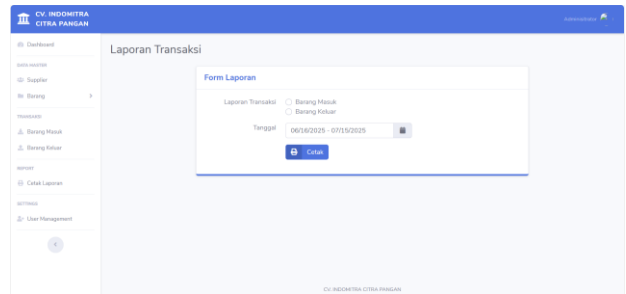 CV. INDOMITRA
CITRA PANGAN
Administrator
Dashboard
Laporan Transaksi
DATA MASTER
Supplier
Form Laporan
Barang
Laporan Transaksi
Barang Masuk
Barang Keluar
TRANSAKSI
Tanggal
06/16/2025 - 07/15/2025
Barang Masuk
Barang Keluar
Cetak
REPORT
Cetak Laporan
SETTINGS
User Management
CV. INDOMITRA CITRA PANGAN